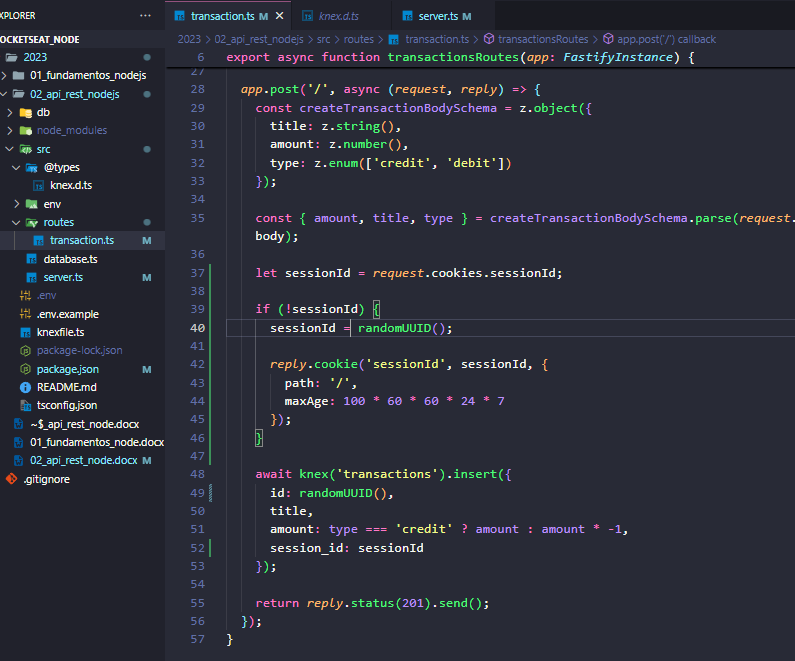 XPLORER
···
transaction.ts M ×
knex.d.ts
server.ts M
OCKETSEAT_NODE
2023
01_fundamentos_nodejs
02_api_rest_nodejs
db
node_modules
src
@types
knex.d.ts
env
routes
transaction.ts M
database.ts
server.ts M
.env
.env.example
knexfile.ts
package-lock.json
package.json M
README.md
tsconfig.json
~$_api_rest_node.docx
01_fundamentos_node.docx
02_api_rest_node.docx M
.gitignore
2023 > 02_api_rest_nodejs > src > routes > transaction.ts > transactionsRoutes > app.post('/') callback
6 export async function transactionsRoutes(app: FastifyInstance) {
27
28 app.post('/', async (request, reply) => {
29 const createTransactionBodySchema = z.object({
30 title: z.string(),
31 amount: z.number(),
32 type: z.enum(['credit', 'debit'])
33 });
34
35 const { amount, title, type } = createTransactionBodySchema.parse(request.
body);
36
37 let sessionId = request.cookies.sessionId;
38
39 if (!sessionId) {
40 sessionId = randomUUID();
41
42 reply.cookie('sessionId', sessionId, {
43 path: '/',
44 maxAge: 100 * 60 * 60 * 24 * 7
45 });
46 }
47
48 await knex('transactions').insert({
49 id: randomUUID(),
50 title,
51 amount: type === 'credit' ? amount : amount * -1,
52 session_id: sessionId
53 });
54
55 return reply.status(201).send();
56 });
57 }